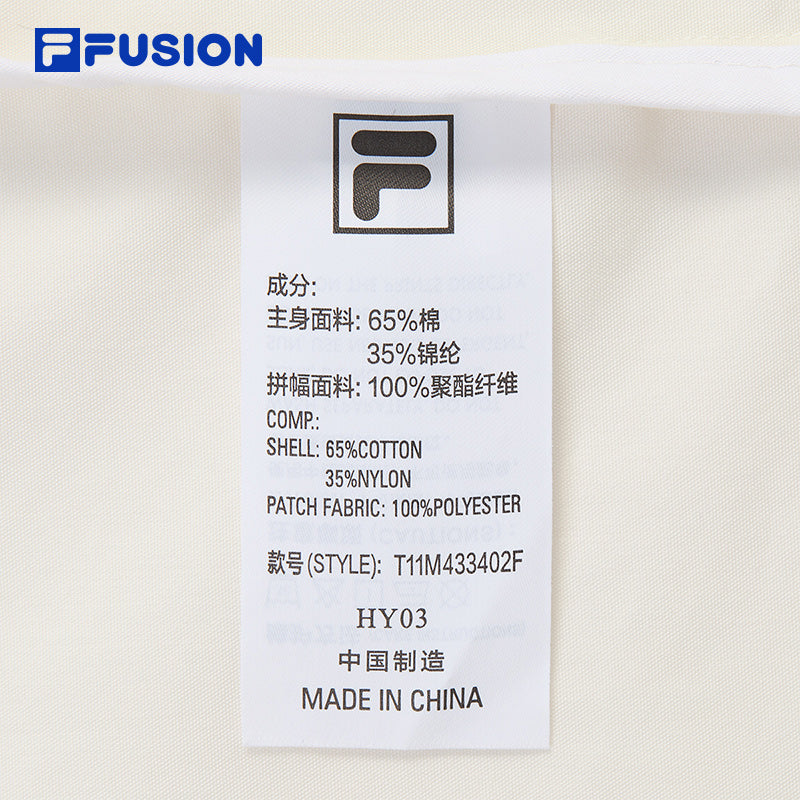 FUSION
成分:
主身面料: 65%棉
35%锦纶
拼幅面料: 100%聚酯纤维
COMP.:
SHELL: 65%COTTON
35%NYLON
PATCH FABRIC: 100%POLYESTER
款号(STYLE): T11M433402F
HY03
中国制造
MADE IN CHINA